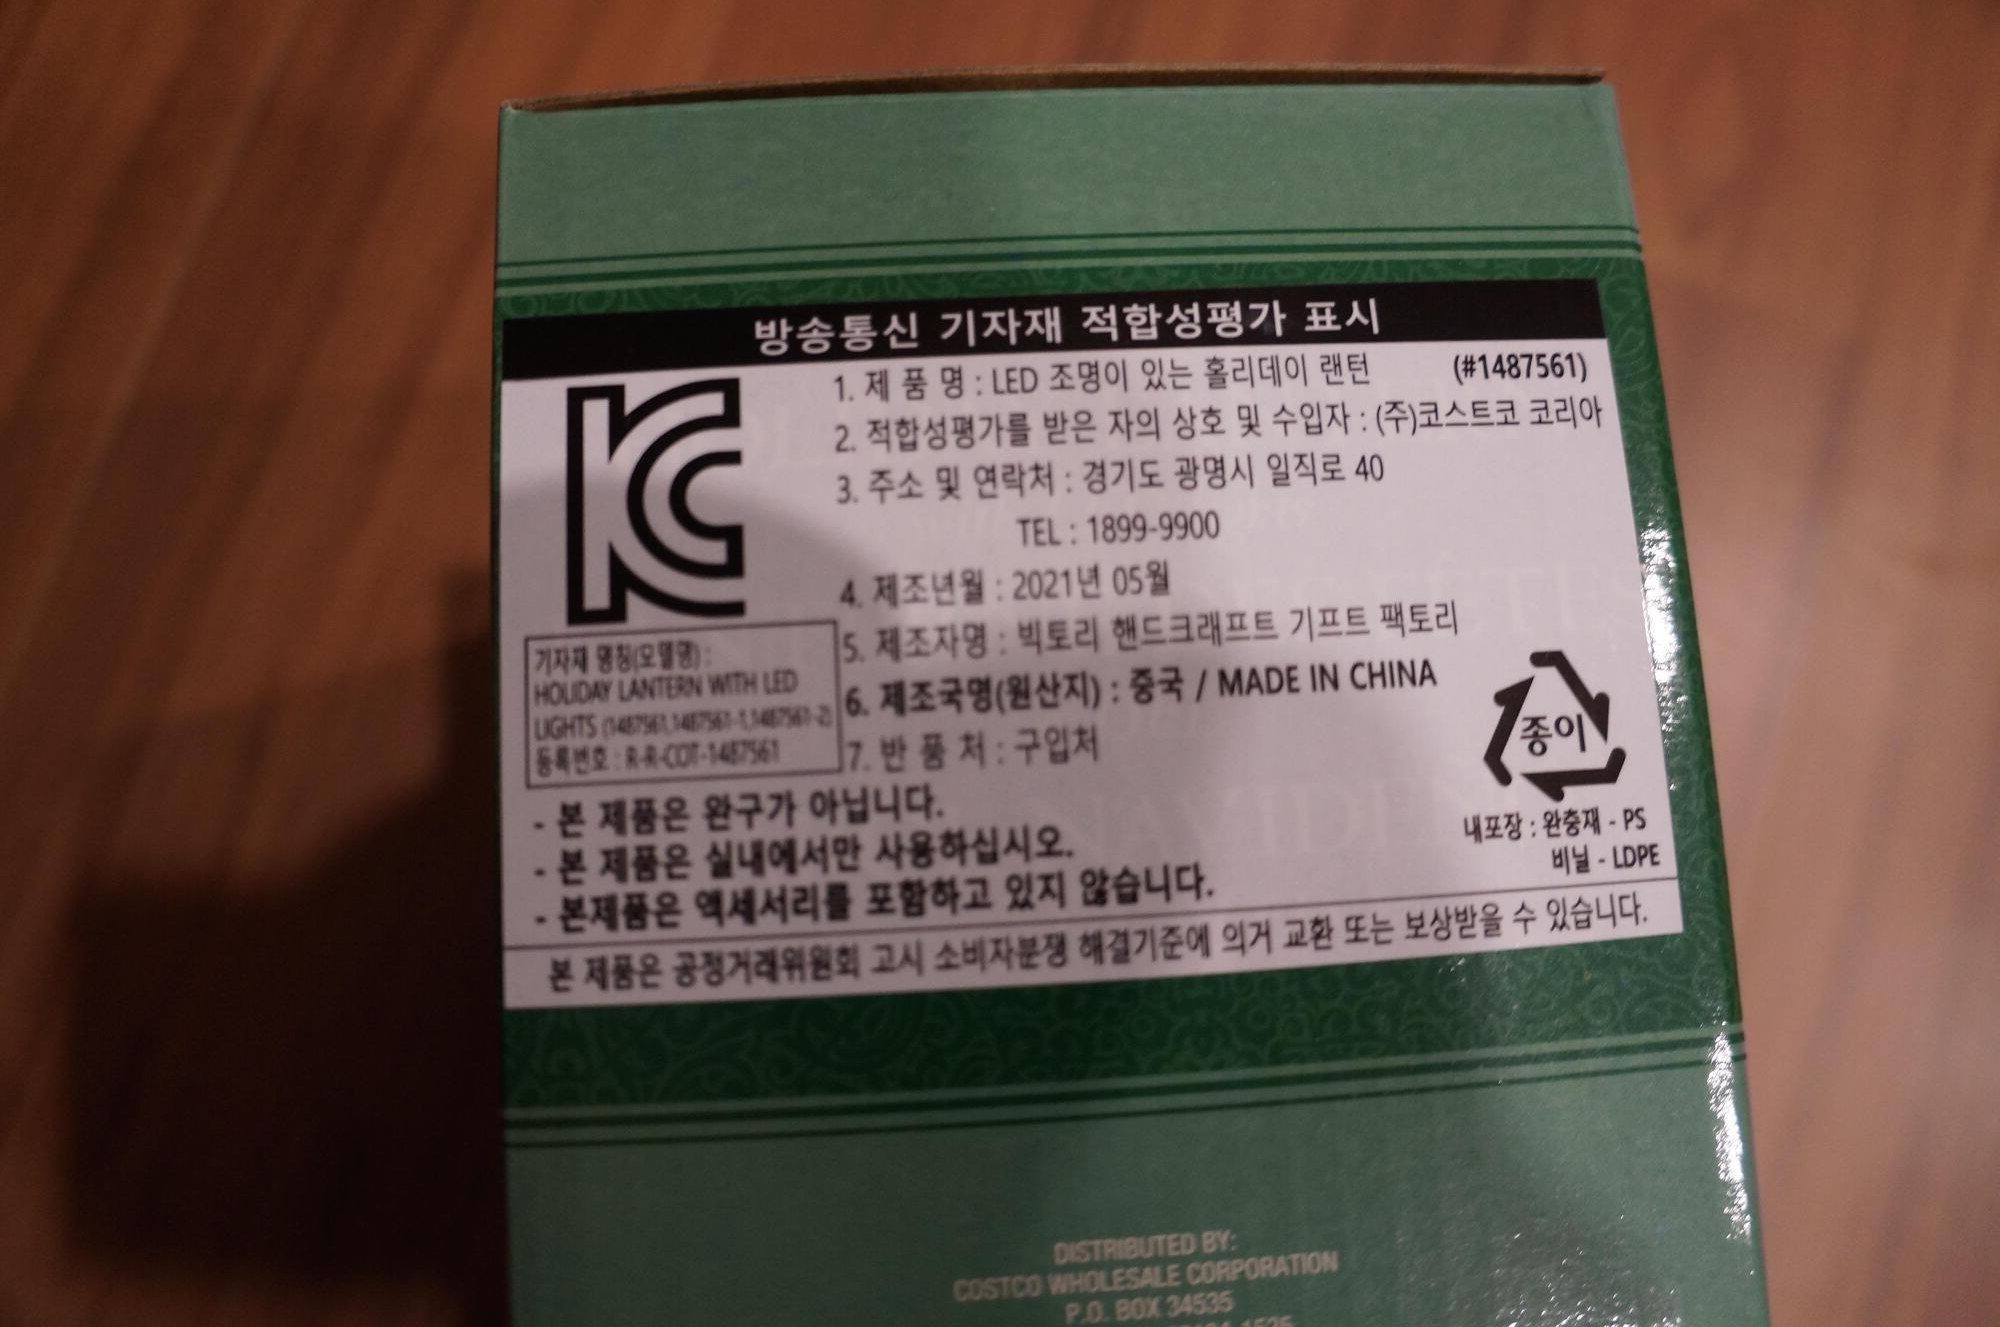 방송통신 기자재 적합성평가 표시
KC
1. 제 품 명 : LED 조명이 있는 홀리데이 랜턴 (#1487561)
2. 적합성평가를 받은 자의 상호 및 수입자 : (주)코스트코 코리아
3. 주소 및 연락처 : 경기도 광명시 일직로 40
TEL : 1899-9900
4. 제조년월 : 2021년 05월
5. 제조자명 : 빅토리 핸드크래프트 기프트 팩토리
6. 제조국명(원산지) : 중국 / MADE IN CHINA
7. 반 품 처 : 구입처
기자재 명칭(모델명) :
HOLIDAY LANTERN WITH LED
LIGHTS (1487561,1487561-1,1487561-2)
등록번호 : R-R-COT-1487561
종이
내포장 : 완충재 - PS
비닐 - LDPE
- 본 제품은 완구가 아닙니다.
- 본 제품은 실내에서만 사용하십시오.
- 본제품은 액세서리를 포함하고 있지 않습니다.
본 제품은 공정거래위원회 고시 소비자분쟁 해결기준에 의거 교환 또는 보상받을 수 있습니다.
DISTRIBUTED BY:
COSTCO WHOLESALE CORPORATION
P.O. BOX 34535